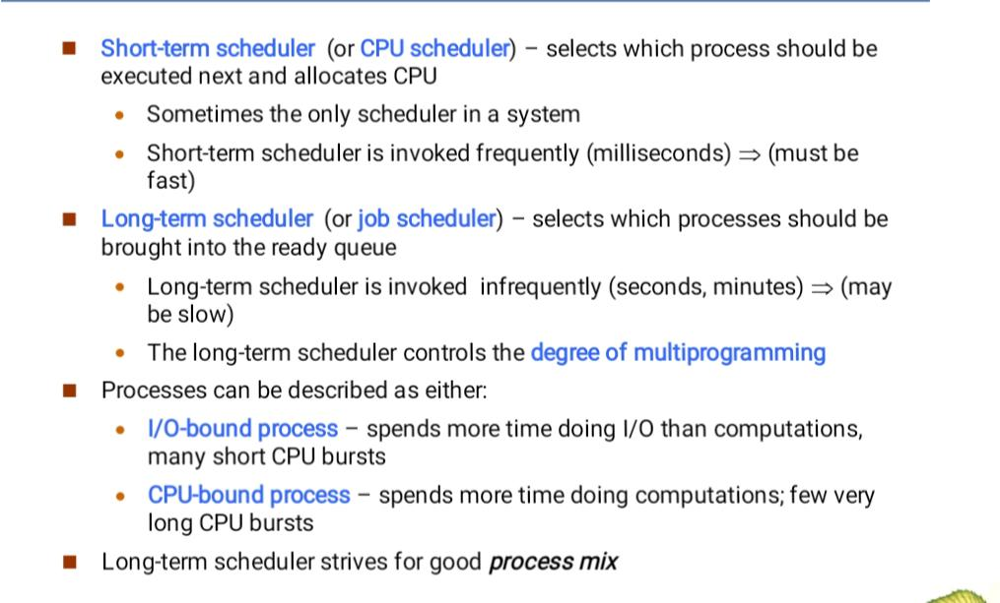 ■ Short-term scheduler (or CPU scheduler) – selects which process should be
executed next and allocates CPU
• Sometimes the only scheduler in a system
• Short-term scheduler is invoked frequently (milliseconds) ⇒ (must be
fast)
■ Long-term scheduler (or job scheduler) – selects which processes should be
brought into the ready queue
• Long-term scheduler is invoked infrequently (seconds, minutes) ⇒ (may
be slow)
• The long-term scheduler controls the degree of multiprogramming
■ Processes can be described as either:
• I/O-bound process – spends more time doing I/O than computations,
many short CPU bursts
• CPU-bound process – spends more time doing computations; few very
long CPU bursts
■ Long-term scheduler strives for good process mix